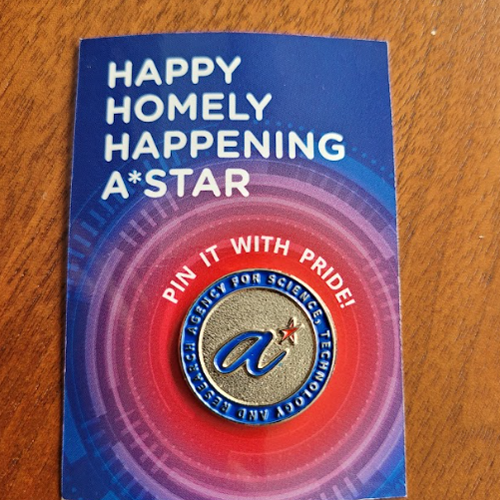 HAPPY
HOMELY
HAPPENING
A*STAR
PIN IT WITH PRIDE!
AGENCY FOR SCIENCE, TECHNOLOGY AND RESEARCH
a*